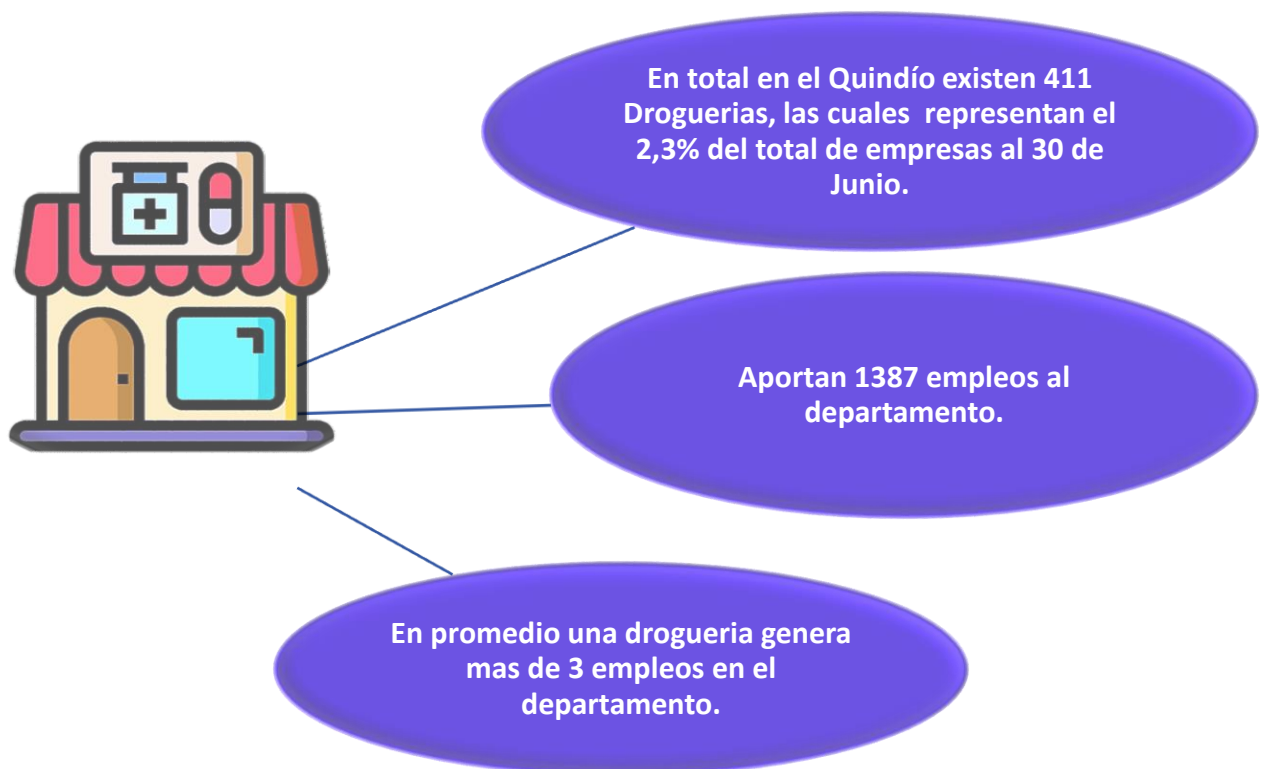 En total en el Quindío existen 411
Droguerias, las cuales representan el
2,3% del total de empresas al 30 de
Junio.
Aportan 1387 empleos al
departamento.
En promedio una drogueria genera
mas de 3 empleos en el
departamento.